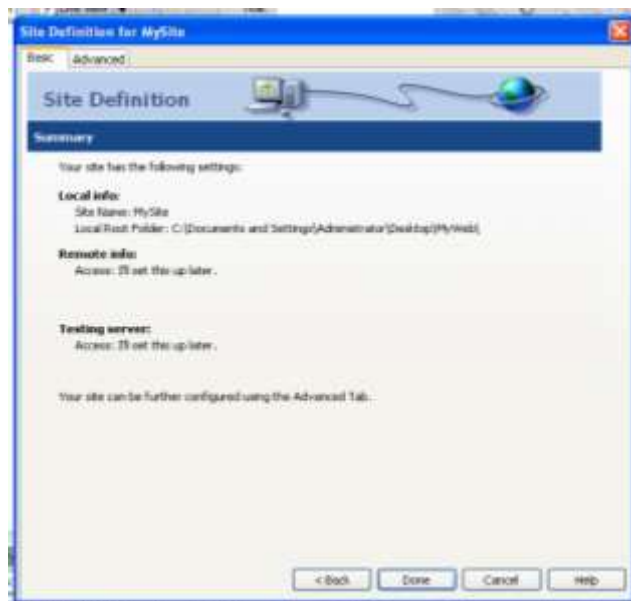 Site Definition for MySite
Basic Advanced
Site Definition
Summary
Your site has the following settings:
Local info:
Site Name: MySite
Local Root Folder: C:\Documents and Settings\Administrator\Desktop\MyWeb\
Remote info:
Access: I'll set this up later.
Testing server:
Access: I'll set this up later.
Your site can be further configured using the Advanced Tab.
< Back Done Cancel Help